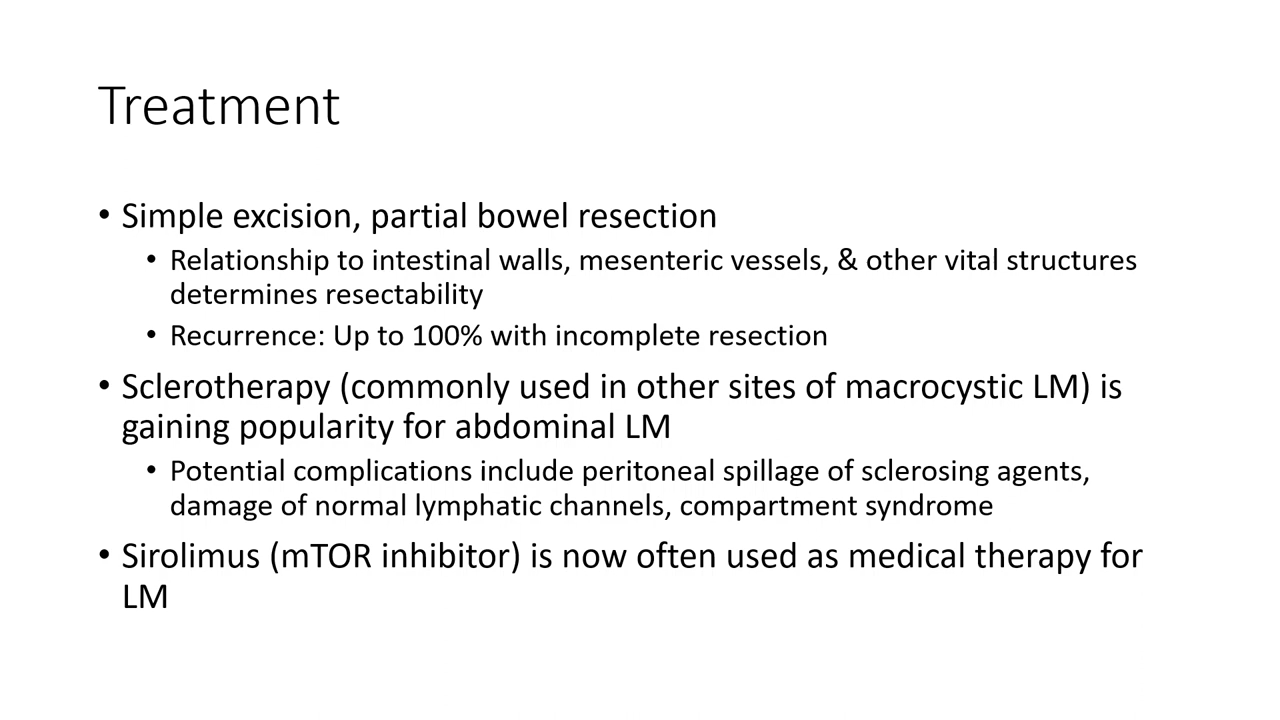 Treatment
• Simple excision, partial bowel resection
• Relationship to intestinal walls, mesenteric vessels, & other vital structures
determines resectability
• Recurrence: Up to 100% with incomplete resection
• Sclerotherapy (commonly used in other sites of macrocystic LM) is
gaining popularity for abdominal LM
• Potential complications include peritoneal spillage of sclerosing agents,
damage of normal lymphatic channels, compartment syndrome
• Sirolimus (mTOR inhibitor) is now often used as medical therapy for
LM